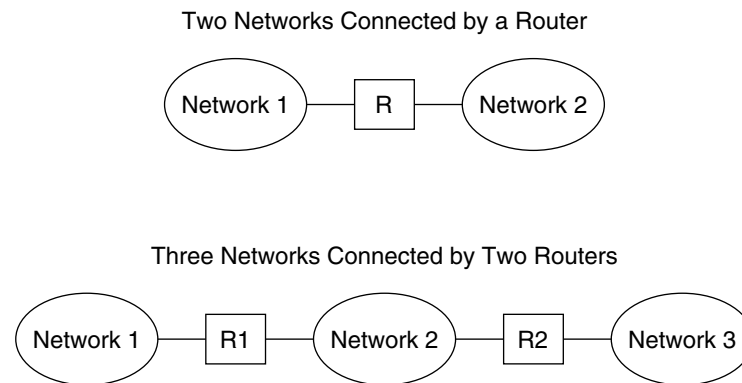 Two Networks Connected by a Router
Network 1 R Network 2
Three Networks Connected by Two Routers
Network 1 R1 Network 2 R2 Network 3